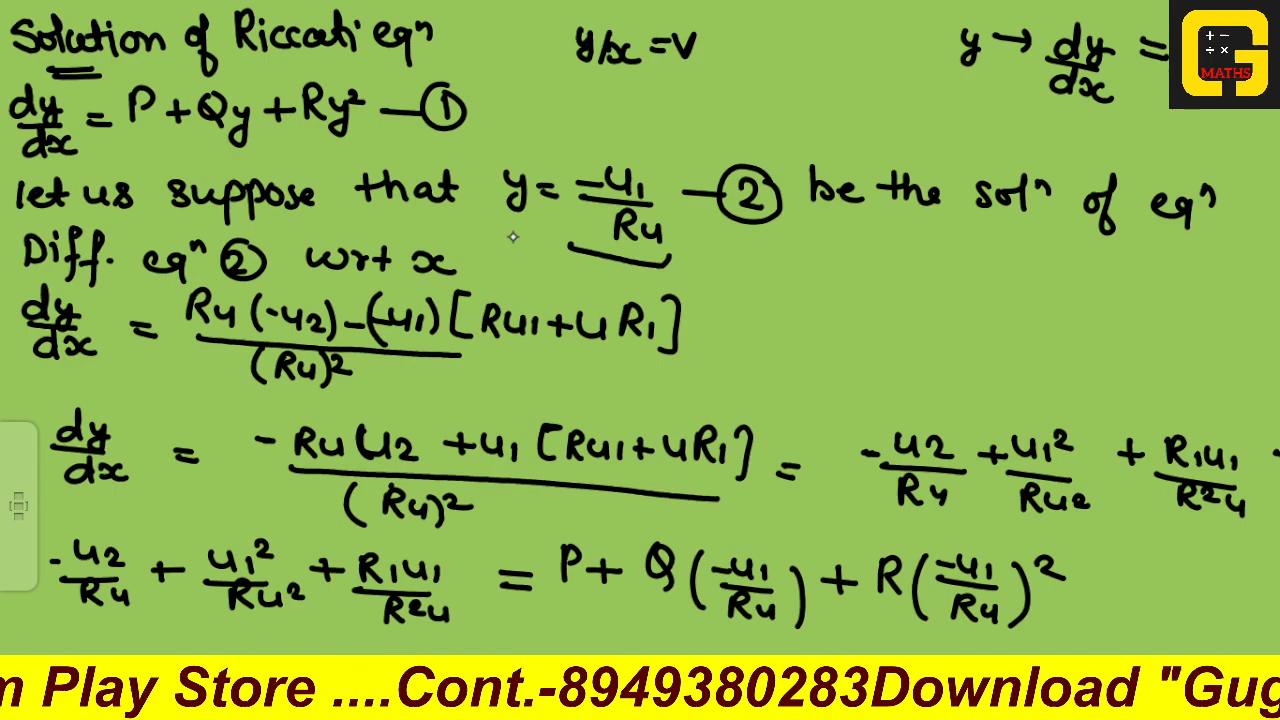 Solution of Riccati eqⁿ y/x = v y → dy/dx =
+ −
÷ ×
MATHS
dy/dx = P + Qy + Ry² — ①
let us suppose that y = -u₁/Ru — ② be the solⁿ of eqⁿ
Diff. eqⁿ ② wrt x
dy/dx = Ru(-u₂) - (-u₁) [Ru₁ + uR₁] / (Ru)²
dy/dx = - Ru(u₂ + u₁ [Ru₁ + uR₁] / (Ru)² = - u₂/Ru + u₁²/Ru² + R₁u₁/R²u -
- u₂/Ru + u₁²/Ru² + R₁u₁/R²u = P + Q(-u₁/Ru) + R(-u₁/Ru)²
m Play Store ....Cont.-8949380283Download "Gug